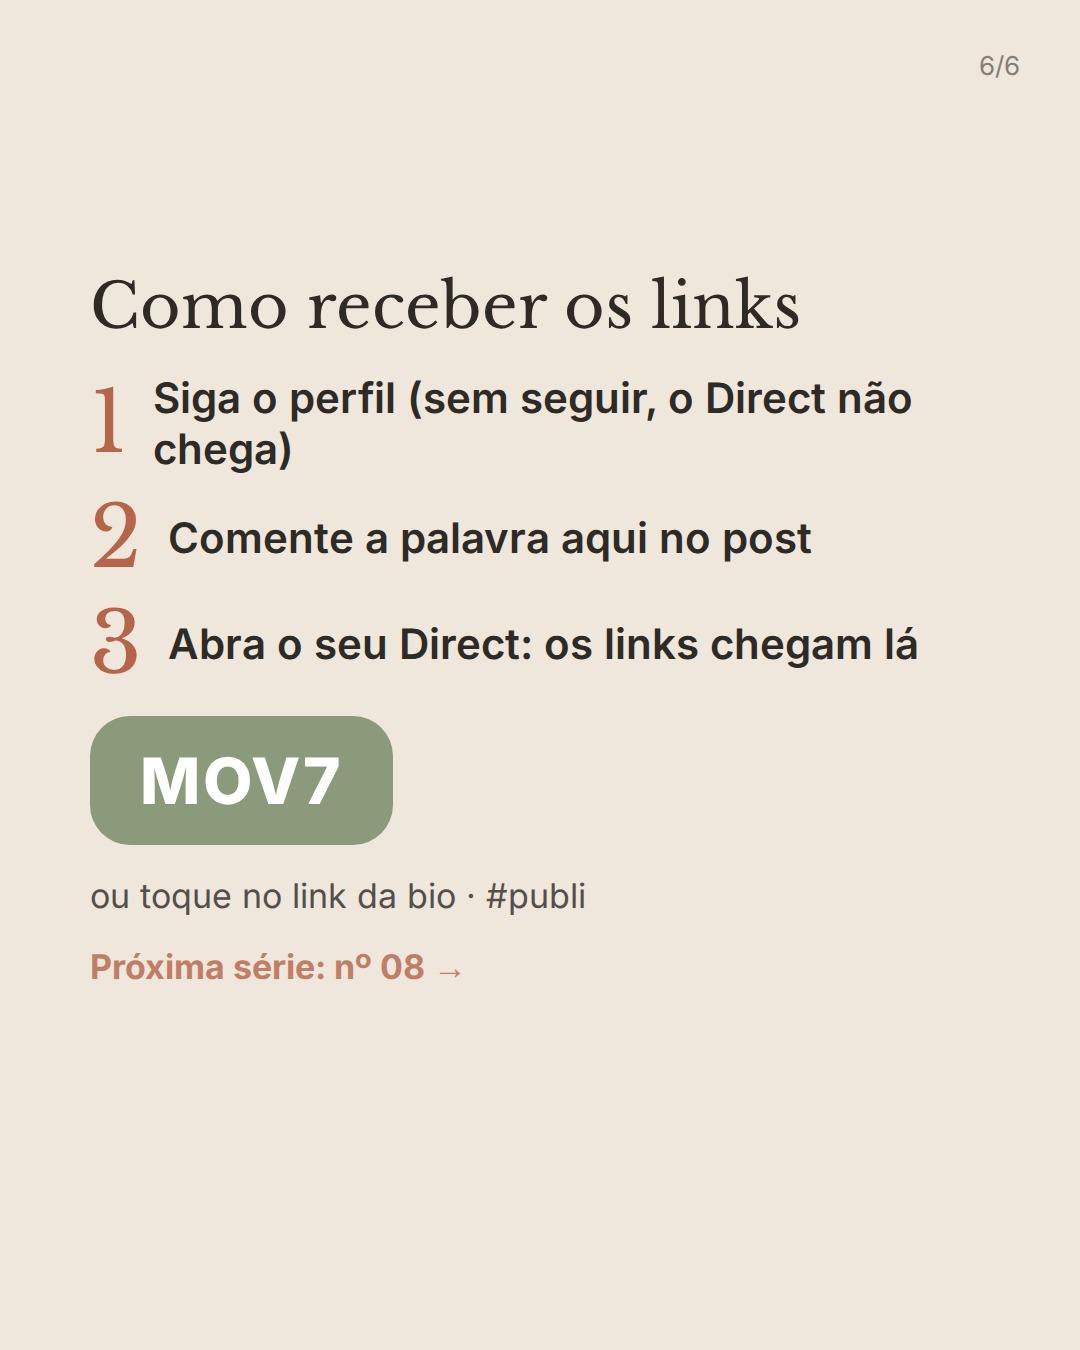 6/6
Como receber os links
1 Siga o perfil (sem seguir, o Direct não
chega)
2 Comente a palavra aqui no post
3 Abra o seu Direct: os links chegam lá
MOV7
ou toque no link da bio · #publi
Próxima série: nº 08 →